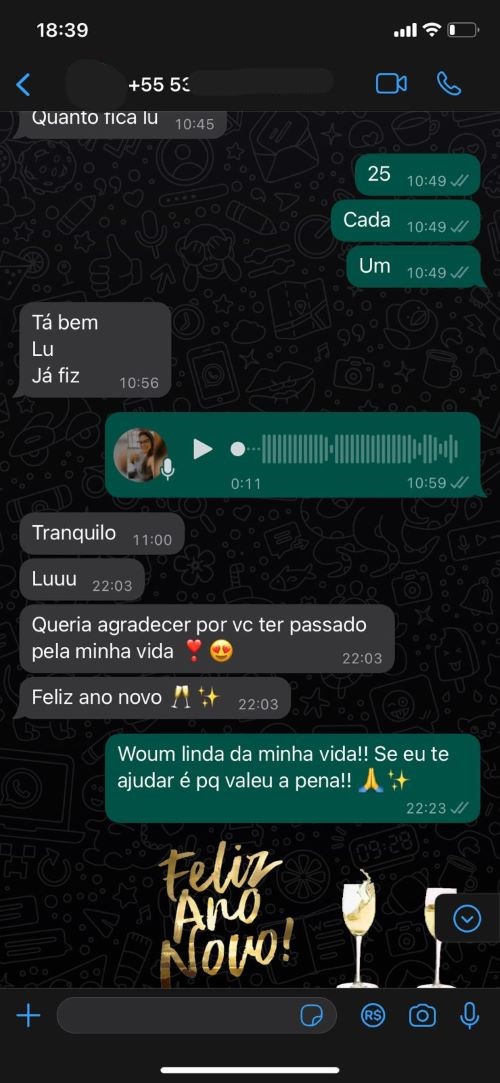 18:39
+55 53
Quanto fica lu 10:45
25 10:49
Cada 10:49
Um 10:49
Tá bem
Lu
Já fiz 10:56
0:11 10:59
Tranquilo 11:00
Luuu 22:03
Queria agradecer por vc ter passado
pela minha vida ❣️😍 22:03
Feliz ano novo 🥂✨ 22:03
Woum linda da minha vida!! Se eu te
ajudar é pq valeu a pena!! 🙏✨
22:23
Feliz
Ano
Novo!
R$